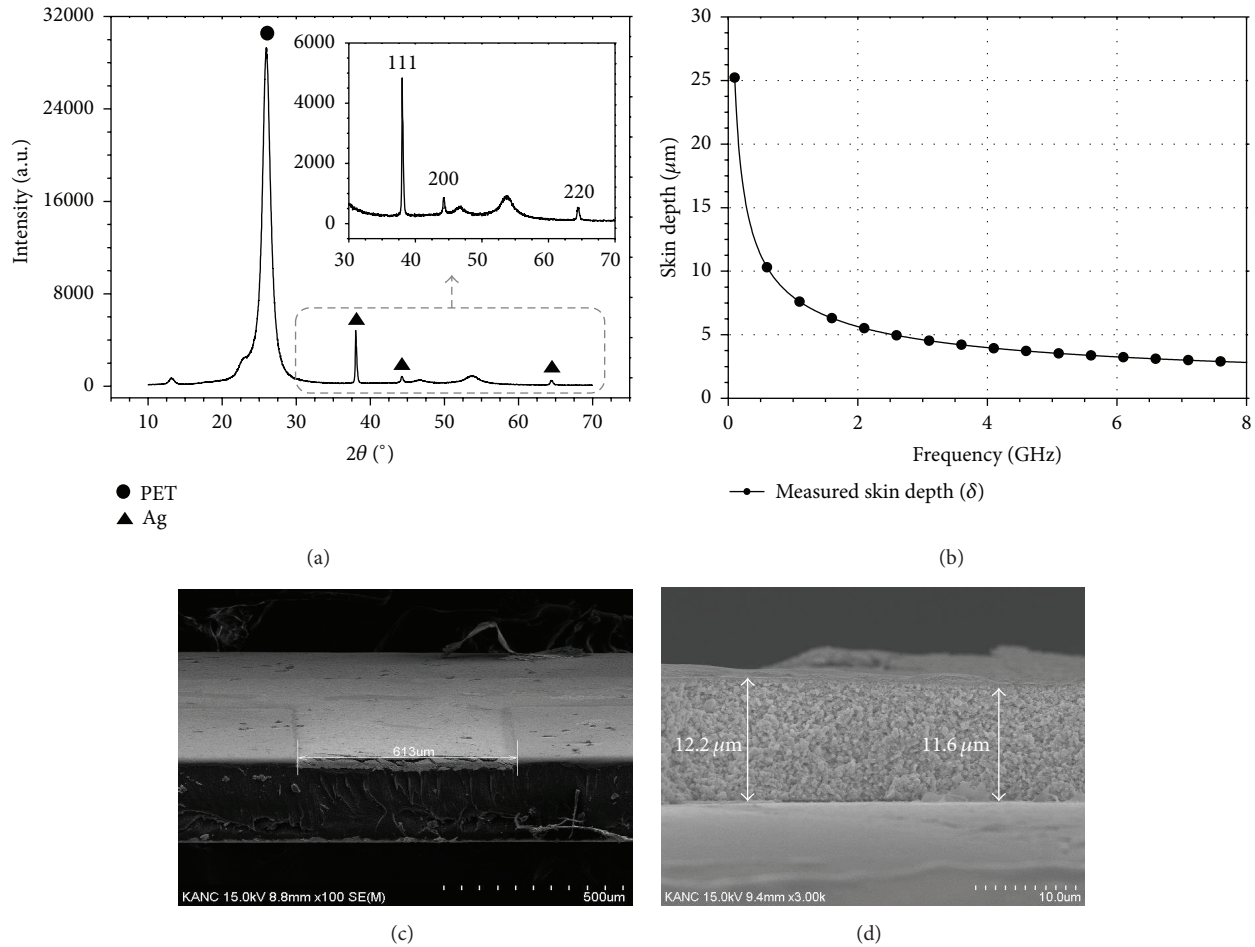 32000
24000
16000
8000
0
10
20
30
40
50
60
70
Intensity (a.u.)
2θ (°)
6000
4000
2000
0
30
40
50
60
70
111
200
220
PET
Ag
(a)
30
25
20
15
10
5
0
0
2
4
6
8
Skin depth (μm)
Frequency (GHz)
Measured skin depth (δ)
(b)
613um
KANC 15.0kV 8.8mm x100 SE(M)
500um
(c)
12.2 μm
11.6 μm
KANC 15.0kV 9.4mm x3.00k
10.0um
(d)